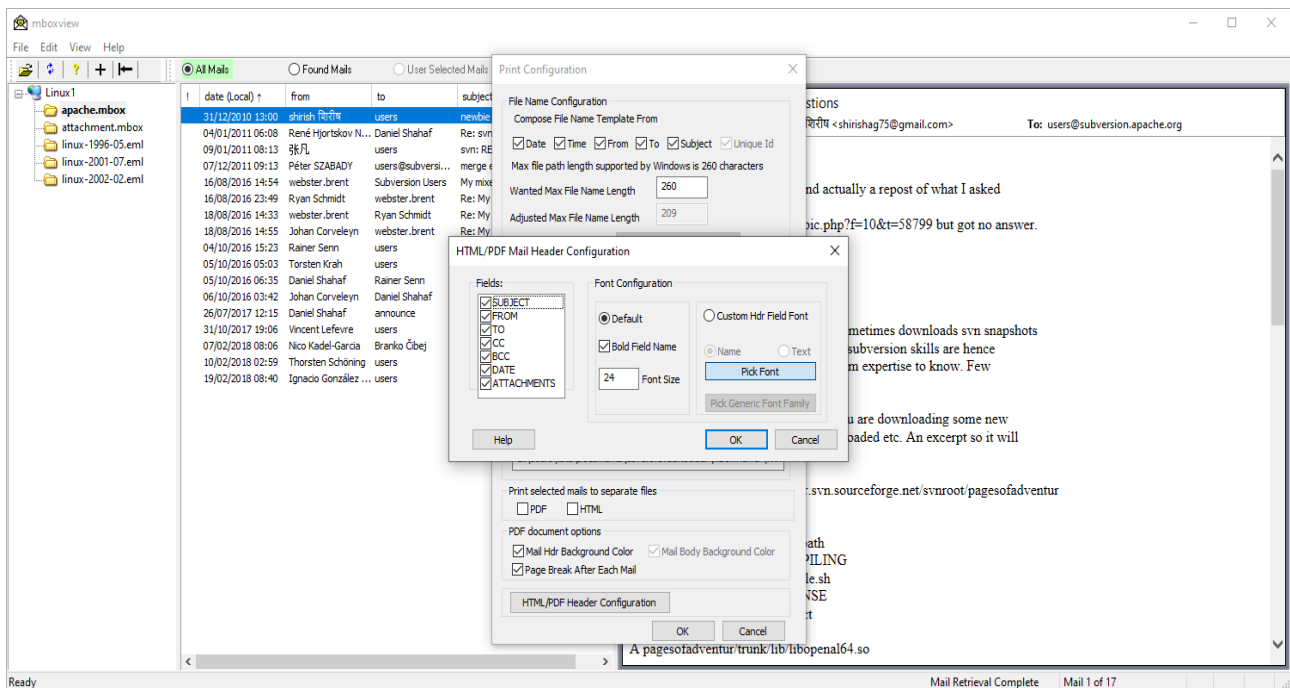 mboxview
File Edit View Help
? All Mails Found Mails User Selected Mails
Linux1
apache.mbox
attachment.mbox
linux-1996-05.eml
linux-2001-07.eml
linux-2002-02.eml
! date (Local) ↑ from to subject
31/12/2010 13:00 shirish शिरीष users newbie
04/01/2011 06:08 René Hjortskov N... Daniel Shahaf Re: svn
09/01/2011 08:13 张凡 users svn: RE
07/12/2011 09:13 Péter SZABADY users@subversi... merge e
16/08/2016 14:54 webster.brent Subversion Users My mixe
16/08/2016 23:49 Ryan Schmidt webster.brent Re: My
18/08/2016 14:33 webster.brent Ryan Schmidt Re: My
18/08/2016 14:55 Johan Corveleyn webster.brent Re: My
04/10/2016 15:23 Rainer Senn users
05/10/2016 05:03 Torsten Krah users
05/10/2016 06:35 Daniel Shahaf Rainer Senn
06/10/2016 03:42 Johan Corveleyn Daniel Shahaf
26/07/2017 12:15 Daniel Shahaf announce
31/10/2017 19:06 Vincent Lefevre users
07/02/2018 08:06 Nico Kadel-Garcia Branko Čibej
10/02/2018 02:59 Thorsten Schöning users
19/02/2018 08:40 Ignacio González ... users
Print Configuration
File Name Configuration
Compose File Name Template From
Date Time From To Subject Unique Id
Max file path length supported by Windows is 260 characters
Wanted Max File Name Length 260
Adjusted Max File Name Length 209
HTML/PDF Mail Header Configuration
Fields:
SUBJECT
FROM
TO
CC
BCC
DATE
ATTACHMENTS
Font Configuration
Default
Bold Field Name
24 Font Size
Custom Hdr Field Font
Name Text
Pick Font
Pick Generic Font Family
Help OK Cancel
Print selected mails to separate files
PDF HTML
PDF document options
Mail Hdr Background Color Mail Body Background Color
Page Break After Each Mail
HTML/PDF Header Configuration
OK Cancel
stions
शिरीष <shirishag75@gmail.com> To: users@subversion.apache.org
nd actually a repost of what I asked
pic.php?f=10&t=58799 but got no answer.
metimes downloads svn snapshots
subversion skills are hence
m expertise to know. Few
u are downloading some new
oaded etc. An excerpt so it will
r.svn.sourceforge.net/svnroot/pagesofadventur
path
PILING
le.sh
NSE
ct
A pagesofadventur/trunk/lib/libopenal64.so
Ready Mail Retrieval Complete Mail 1 of 17